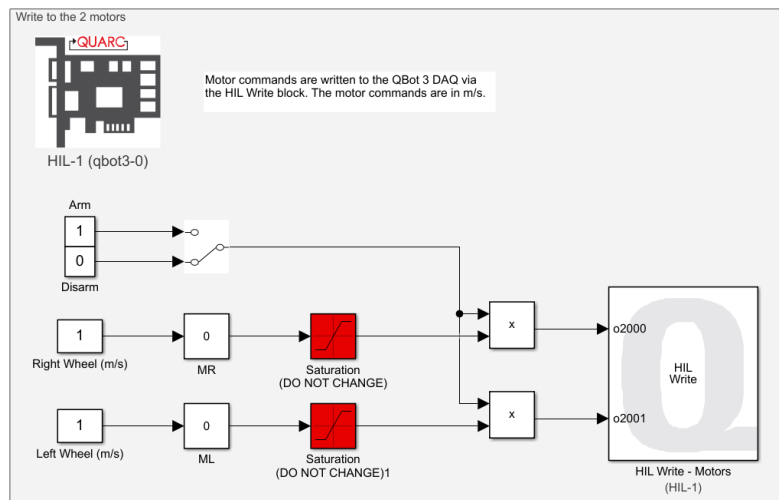 Write to the 2 motors
QUARC
HIL-1 (qbot3-0)
Motor commands are written to the QBot 3 DAQ via
the HIL Write block. The motor commands are in m/s.
Arm
1
0
Disarm
1
Right Wheel (m/s)
0
MR
Saturation
(DO NOT CHANGE)
x
1
Left Wheel (m/s)
0
ML
Saturation
(DO NOT CHANGE)1
x
o2000
HIL
Write
o2001
HIL Write - Motors
(HIL-1)